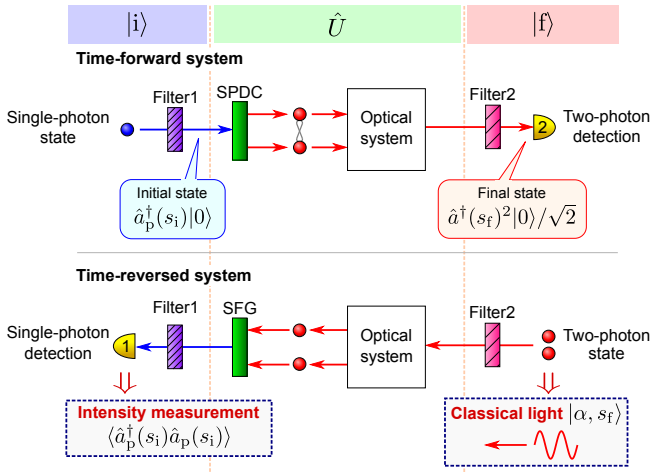 |i⟩ Û |f⟩
Time-forward system
Single-photon
state
Filter1
SPDC
Optical
system
Filter2
2
Two-photon
detection
Initial state
â†ₚ(sᵢ)|0⟩
Final state
â†(s_f)²|0⟩/√2
Time-reversed system
Single-photon
detection
1
Filter1
SFG
Optical
system
Filter2
Two-photon
state
Intensity measurement
⟨â†ₚ(sᵢ)âₚ(sᵢ)⟩
Classical light |α, s_f⟩